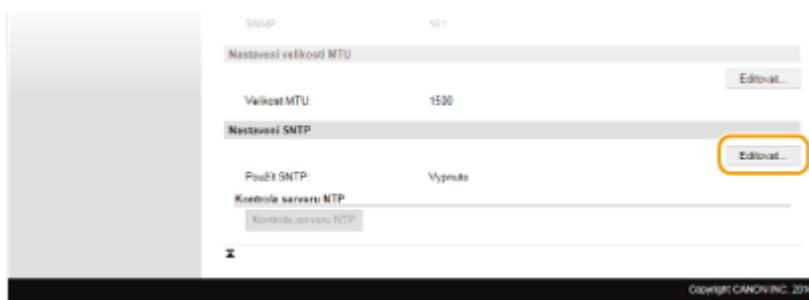 SNMP 161
Nastavení velikosti MTU
Editovat...
Velikost MTU: 1500
Nastavení SNTP
Editovat...
Použít SNTP: Vypnuto
Kontrola serveru NTP
Kontrola serveru NTP
Copyright CANON INC.